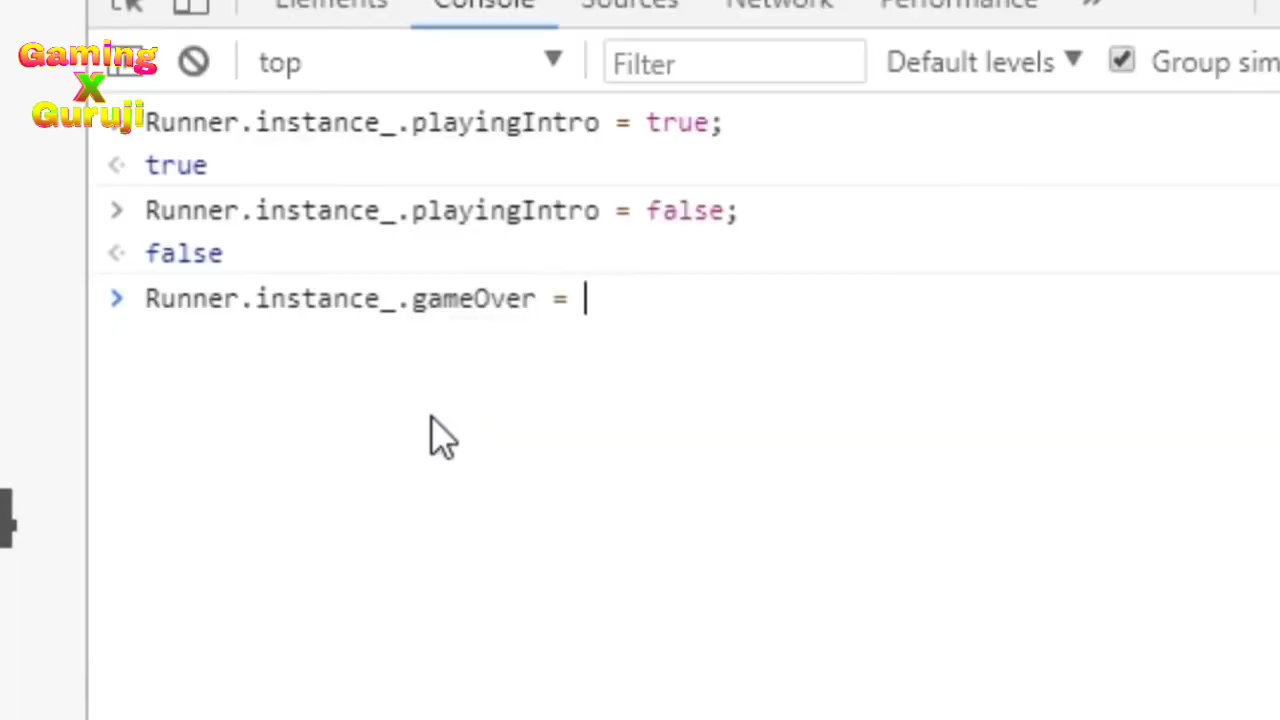 Elements Console Sources Network Performance »
top Filter Default levels Group sim
Gaming
X
Guruji
Runner.instance_.playingIntro = true;
true
> Runner.instance_.playingIntro = false;
false
> Runner.instance_.gameOver =